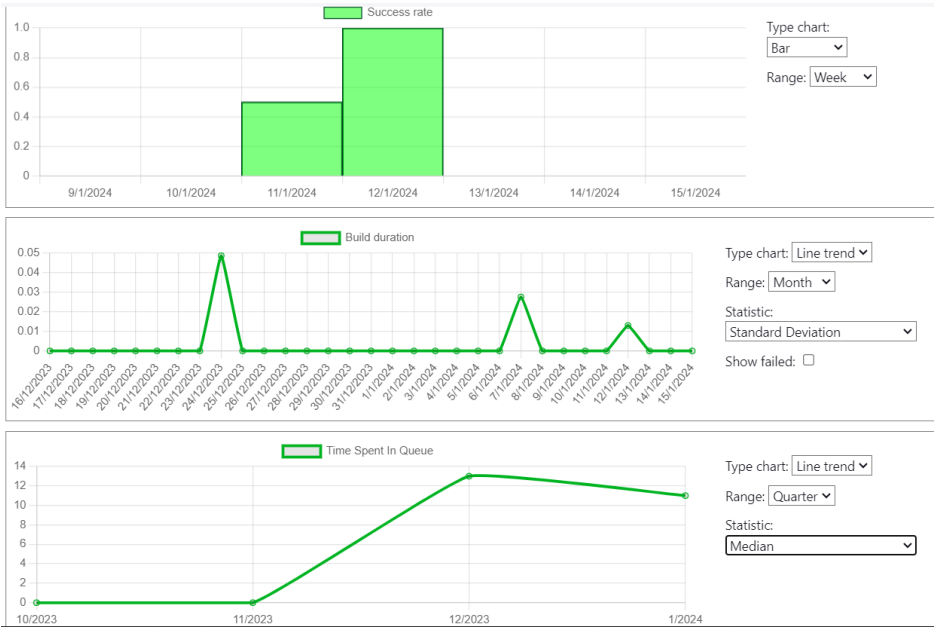 Success rate
1.0
0.8
0.6
0.4
0.2
0
9/1/2024 10/1/2024 11/1/2024 12/1/2024 13/1/2024 14/1/2024 15/1/2024
Type chart:
Bar
Range: Week
Build duration
0.05
0.04
0.03
0.02
0.01
0
16/12/2023 17/12/2023 18/12/2023 19/12/2023 20/12/2023 21/12/2023 22/12/2023 23/12/2023 24/12/2023 25/12/2023 26/12/2023 27/12/2023 28/12/2023 29/12/2023 30/12/2023 31/12/2023 1/1/2024 2/1/2024 3/1/2024 4/1/2024 5/1/2024 6/1/2024 7/1/2024 8/1/2024 9/1/2024 10/1/2024 11/1/2024 12/1/2024 13/1/2024 14/1/2024 15/1/2024
Type chart: Line trend
Range: Month
Statistic:
Standard Deviation
Show failed:
Time Spent In Queue
14
12
10
8
6
4
2
0
10/2023 11/2023 12/2023 1/2024
Type chart: Line trend
Range: Quarter
Statistic:
Median